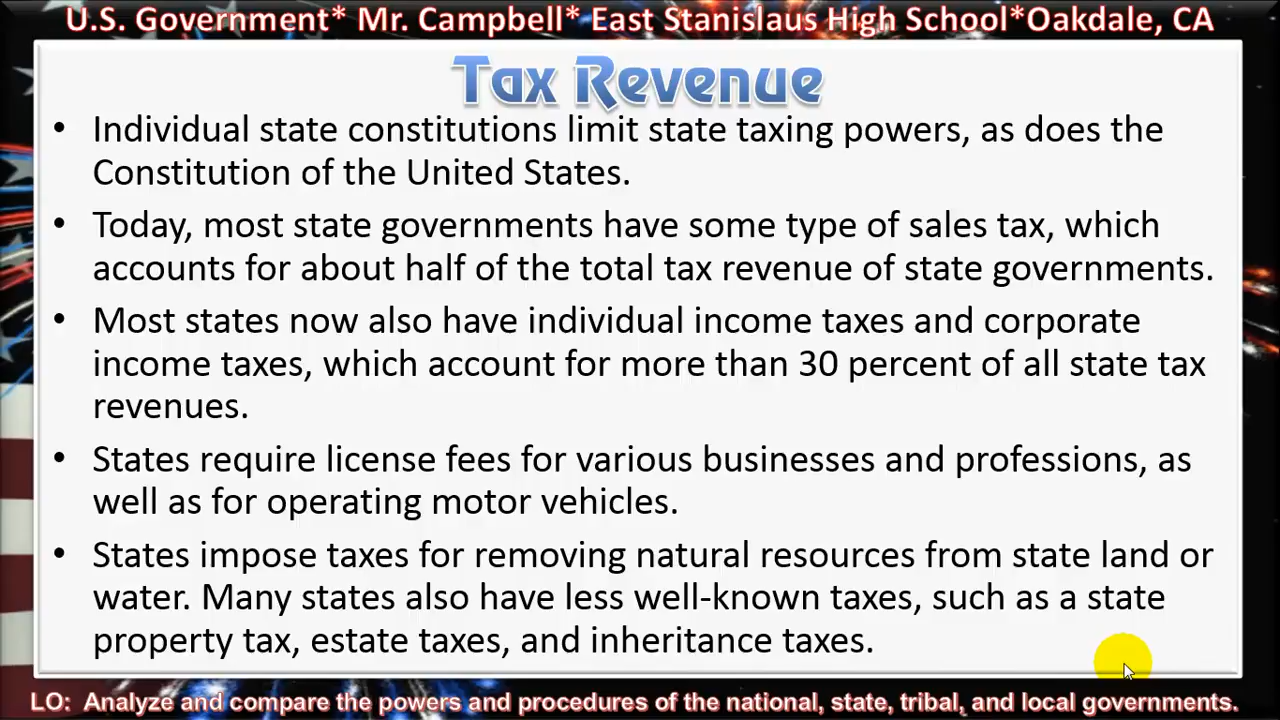 U.S. Government* Mr. Campbell* East Stanislaus High School*Oakdale, CA
Tax Revenue
• Individual state constitutions limit state taxing powers, as does the
Constitution of the United States.
• Today, most state governments have some type of sales tax, which
accounts for about half of the total tax revenue of state governments.
• Most states now also have individual income taxes and corporate
income taxes, which account for more than 30 percent of all state tax
revenues.
• States require license fees for various businesses and professions, as
well as for operating motor vehicles.
• States impose taxes for removing natural resources from state land or
water. Many states also have less well-known taxes, such as a state
property tax, estate taxes, and inheritance taxes.
LO: Analyze and compare the powers and procedures of the national, state, tribal, and local governments.